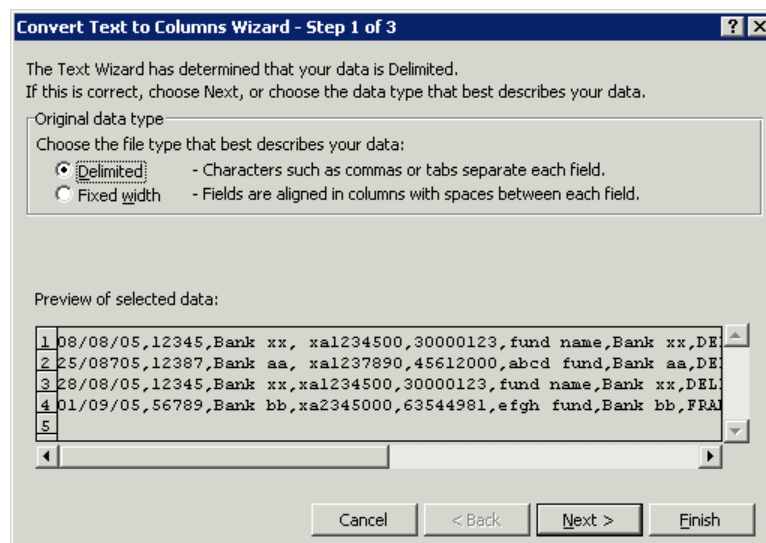 Convert Text to Columns Wizard - Step 1 of 3
The Text Wizard has determined that your data is Delimited.
If this is correct, choose Next, or choose the data type that best describes your data.
Original data type
Choose the file type that best describes your data:
Delimited - Characters such as commas or tabs separate each field.
Fixed width - Fields are aligned in columns with spaces between each field.
Preview of selected data:
1 08/08/05,12345,Bank xx, xa1234500,30000123,fund name,Bank xx,DE
2 25/08705,12387,Bank aa, xa1237890,45612000,abcd fund,Bank aa,DE
3 28/08/05,12345,Bank xx,xa1234500,30000123,fund name,Bank xx,DEL
4 01/09/05,56789,Bank bb,xa2345000,63544981,efgh fund,Bank bb,FRA
5
Cancel < Back Next > Finish